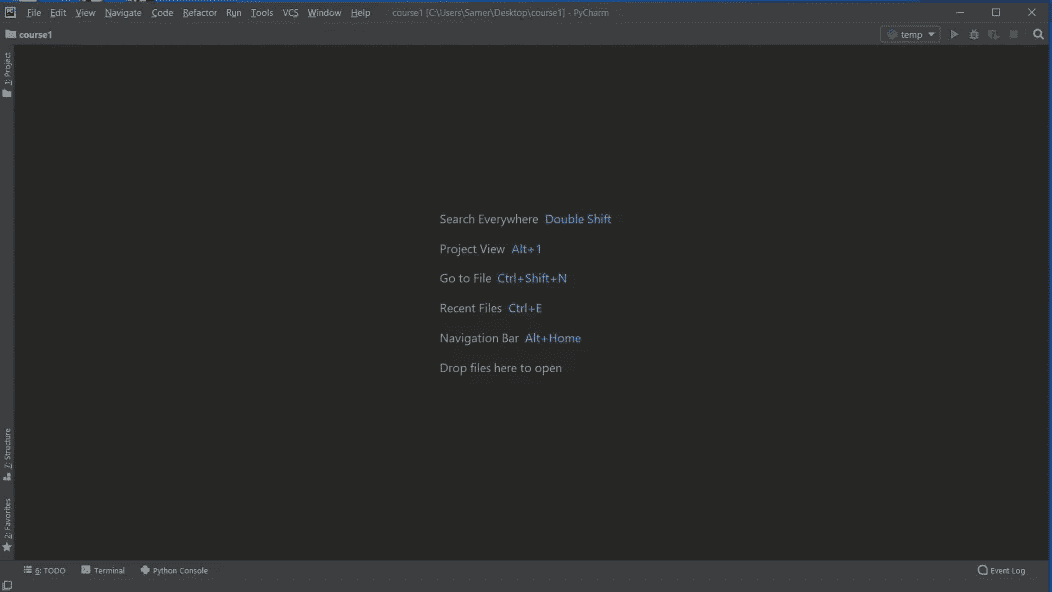 PC File Edit View Navigate Code Refactor Run Tools VCS Window Help course1 [C:\Users\Samer\Desktop\course1] - PyCharm
course1 temp
1: Project
Search Everywhere Double Shift
Project View Alt+1
Go to File Ctrl+Shift+N
Recent Files Ctrl+E
Navigation Bar Alt+Home
Drop files here to open
7: Structure
2: Favorites
6: TODO Terminal Python Console Event Log